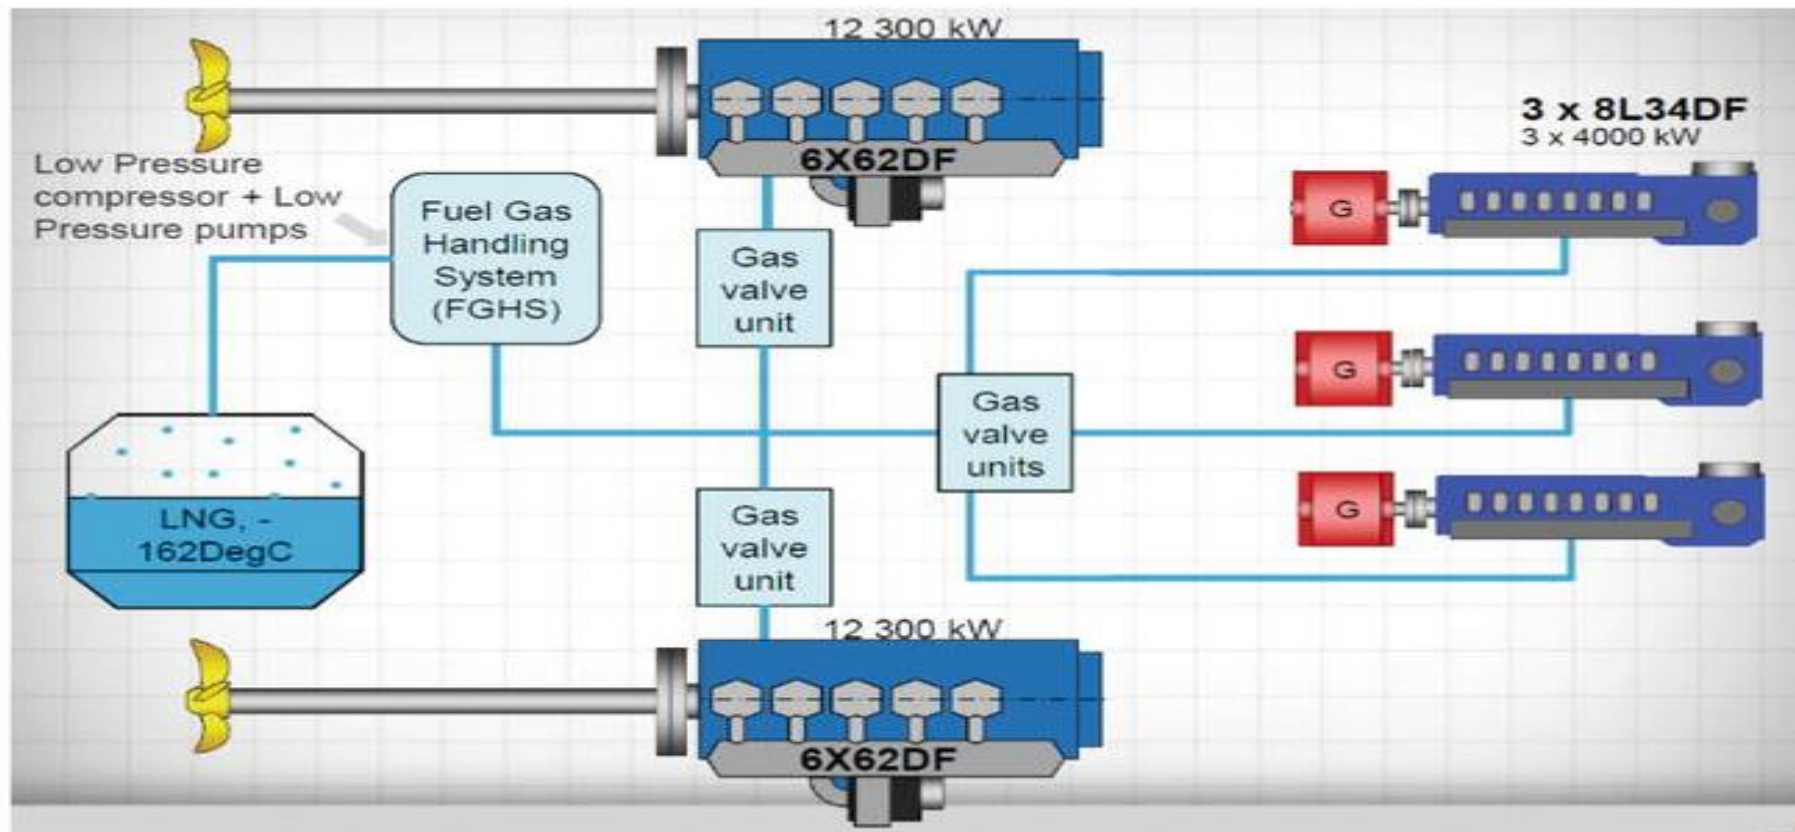 12 300 kW
6X62DF
3 x 8L34DF
3 x 4000 kW
Low Pressure
compressor + Low
Pressure pumps
Fuel Gas
Handling
System
(FGHS)
Gas
valve
unit
G
G
G
Gas
valve
units
LNG, -
162DegC
Gas
valve
unit
12 300 kW
6X62DF